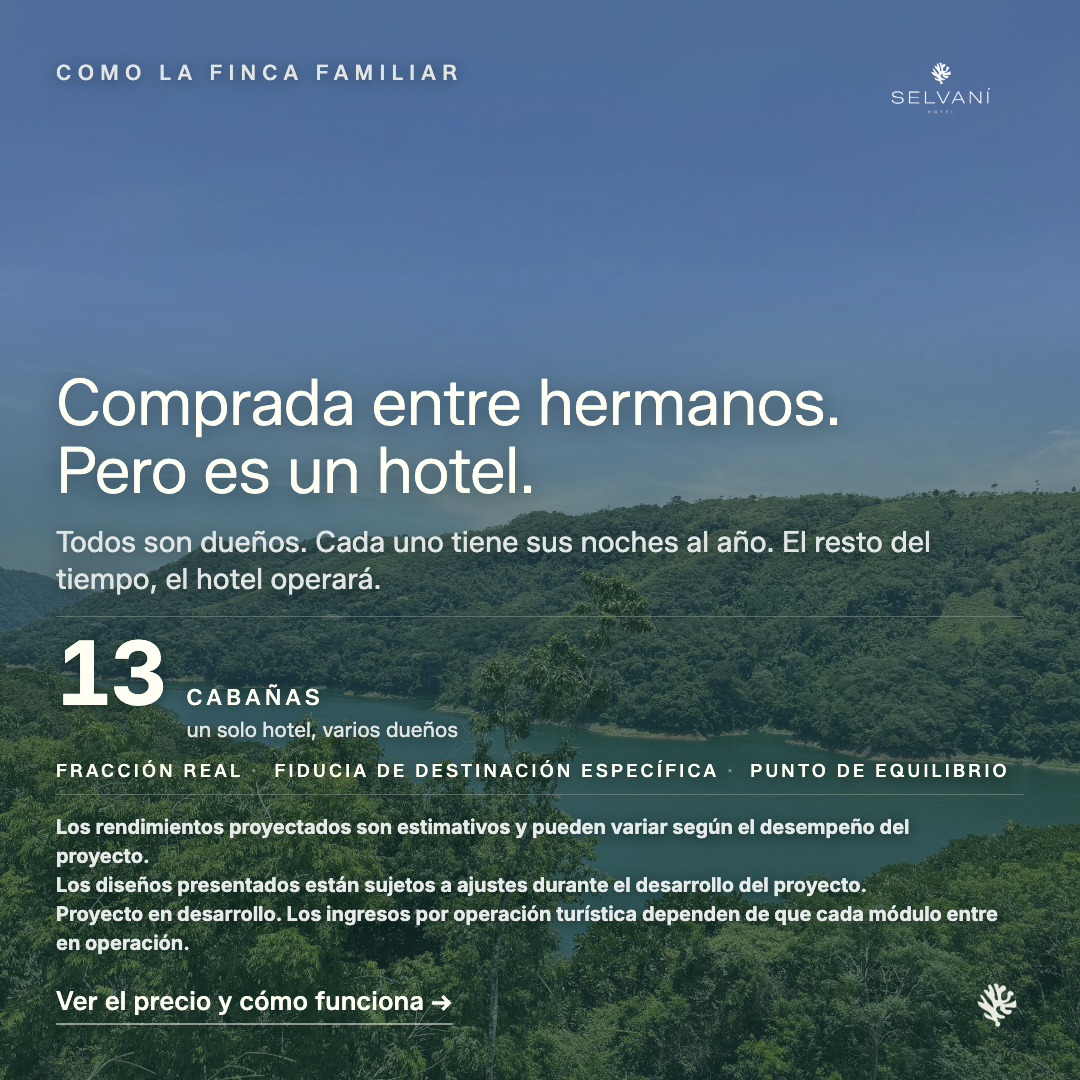 COMO LA FINCA FAMILIAR
SELVANÍ
HOTEL
Comprada entre hermanos.
Pero es un hotel.
Todos son dueños. Cada uno tiene sus noches al año. El resto del
tiempo, el hotel operará.
13 CABAÑAS
un solo hotel, varios dueños
FRACCIÓN REAL · FIDUCIA DE DESTINACIÓN ESPECÍFICA · PUNTO DE EQUILIBRIO
Los rendimientos proyectados son estimativos y pueden variar según el desempeño del
proyecto.
Los diseños presentados están sujetos a ajustes durante el desarrollo del proyecto.
Proyecto en desarrollo. Los ingresos por operación turística dependen de que cada módulo entre
en operación.
Ver el precio y cómo funciona →